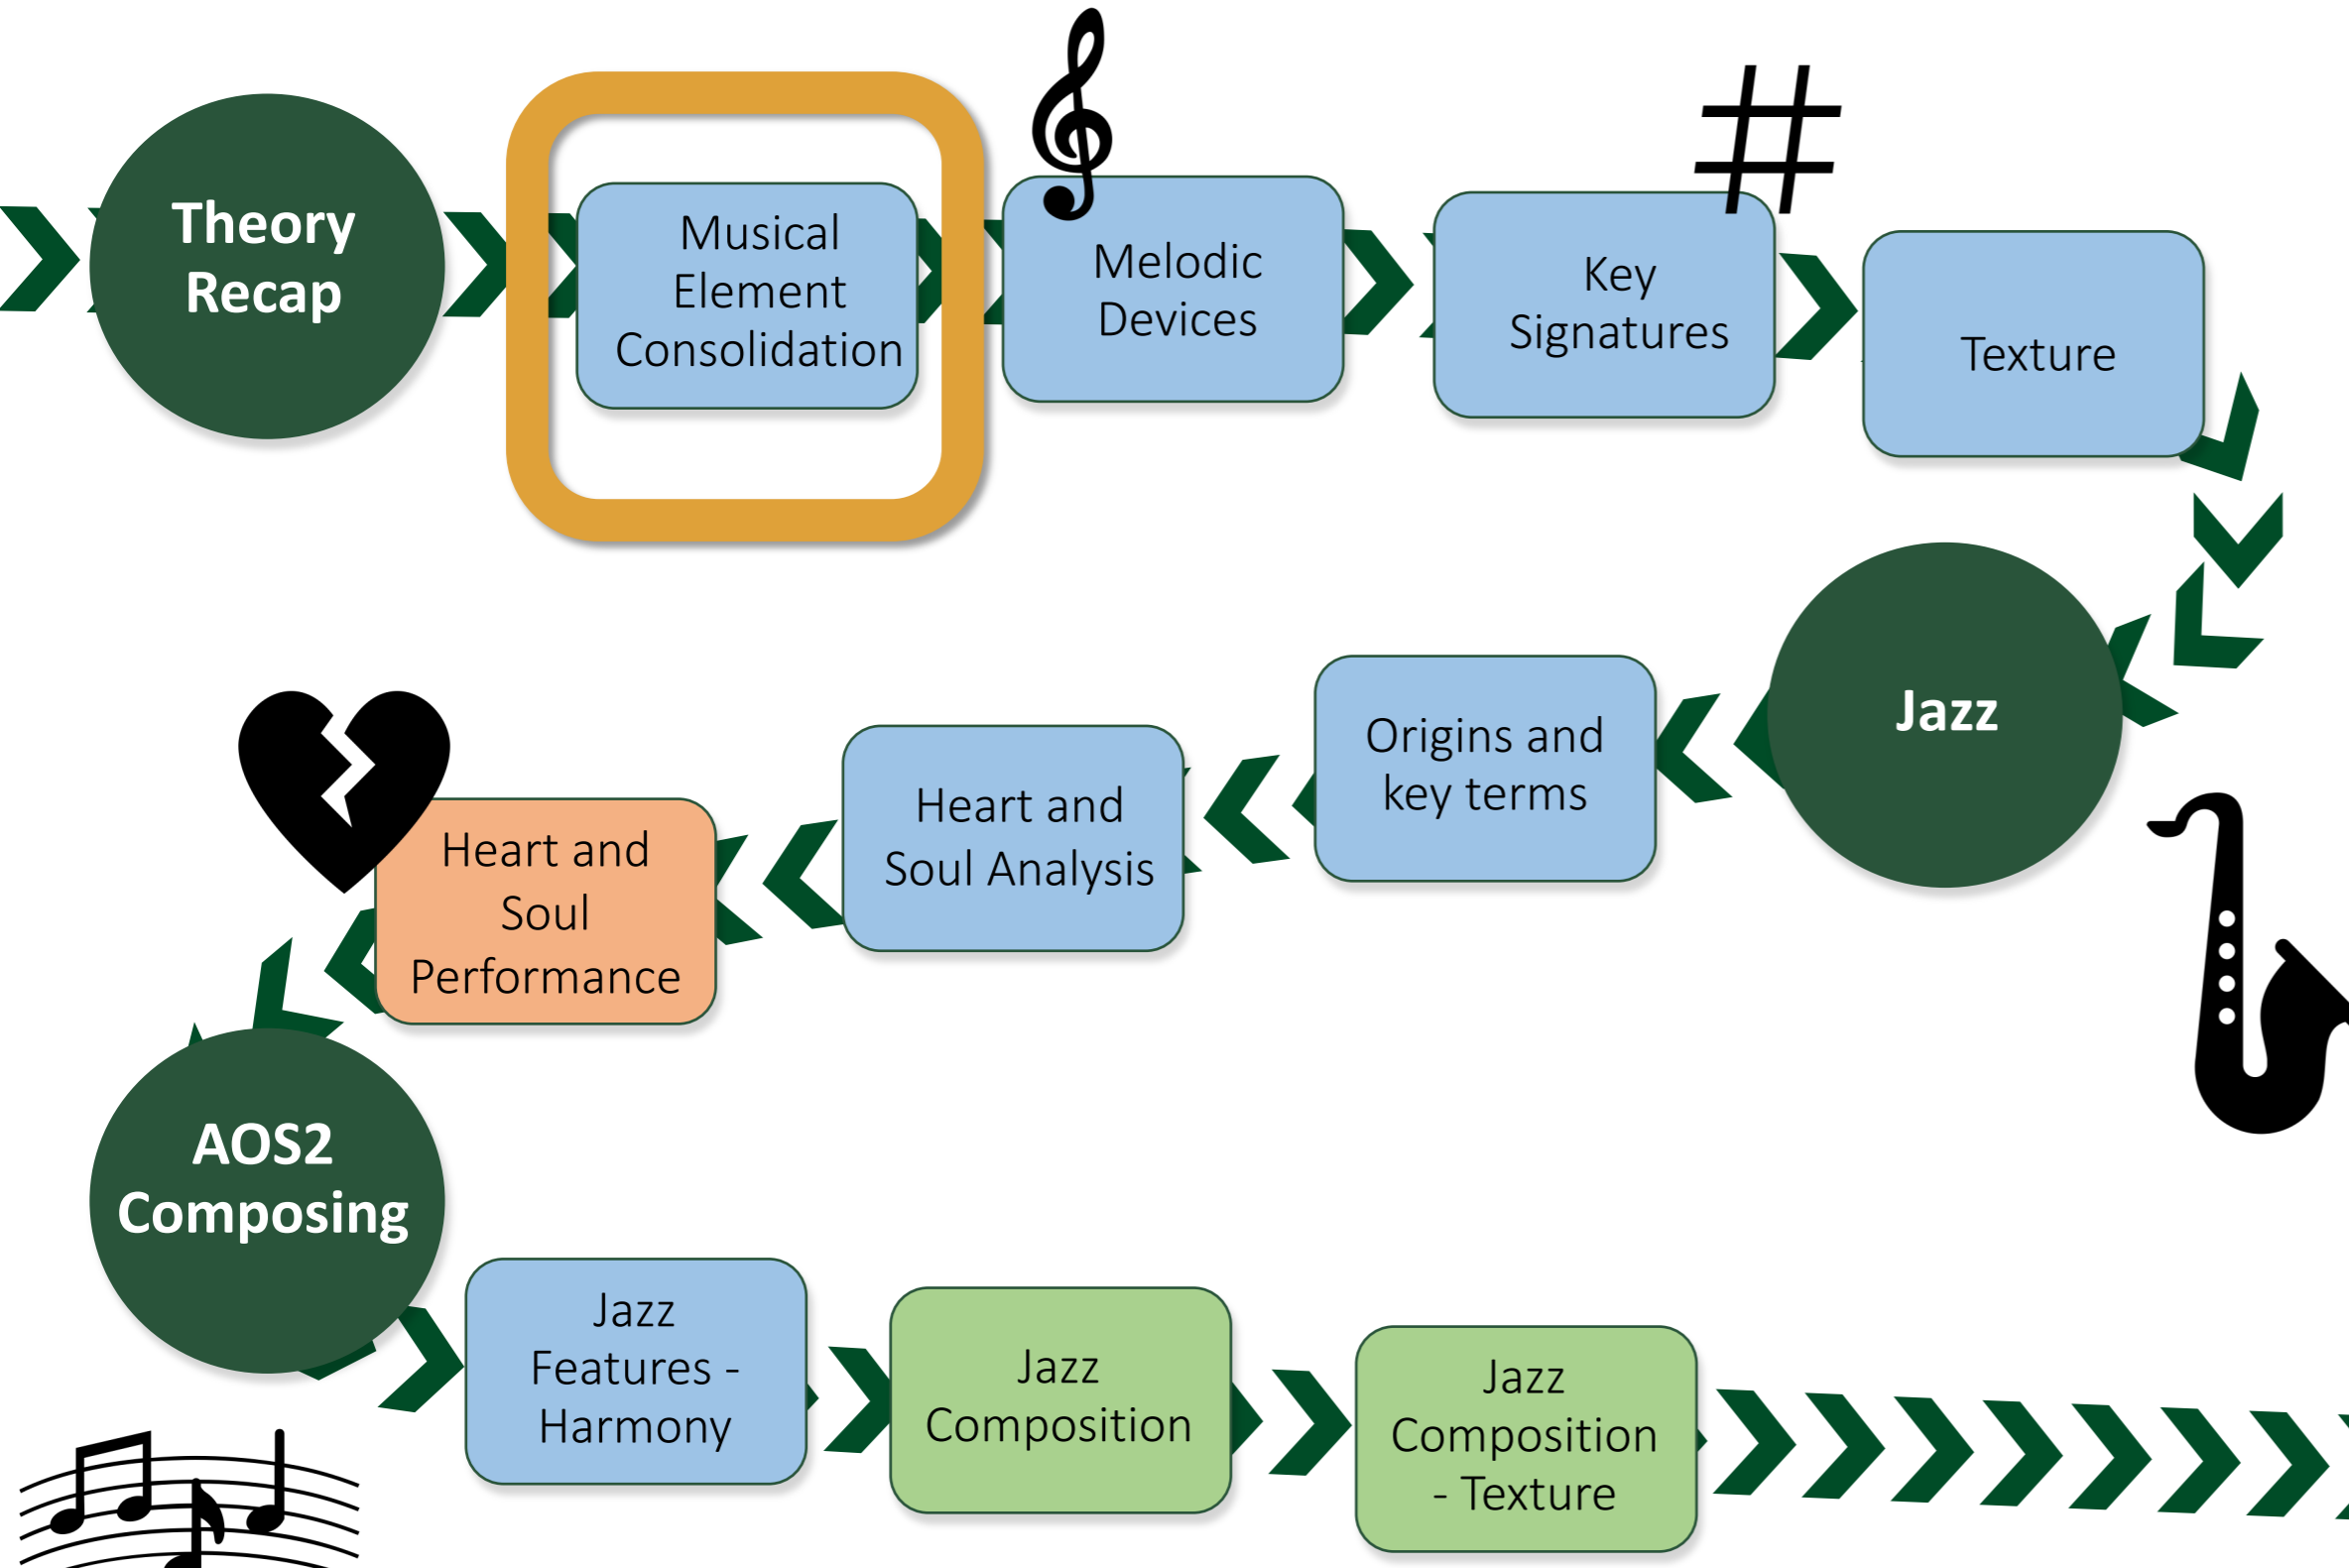 Theory
Recap
Musical
Element
Consolidation
Melodic
Devices
Key
Signatures
Texture
Jazz
Origins and
key terms
Heart and
Soul Analysis
Heart and
Soul
Performance
AOS2
Composing
Jazz
Features -
Harmony
Jazz
Composition
Jazz
Composition
- Texture